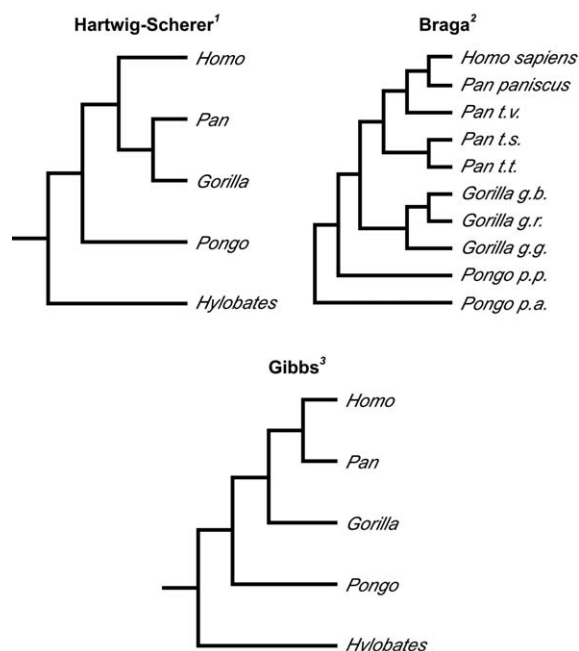 Hartwig-Scherer¹
Homo
Pan
Gorilla
Pongo
Hylobates
Braga²
Homo sapiens
Pan paniscus
Pan t.v.
Pan t.s.
Pan t.t.
Gorilla g.b.
Gorilla g.r.
Gorilla g.g.
Pongo p.p.
Pongo p.a.
Gibbs³
Homo
Pan
Gorilla
Pongo
Hylobates